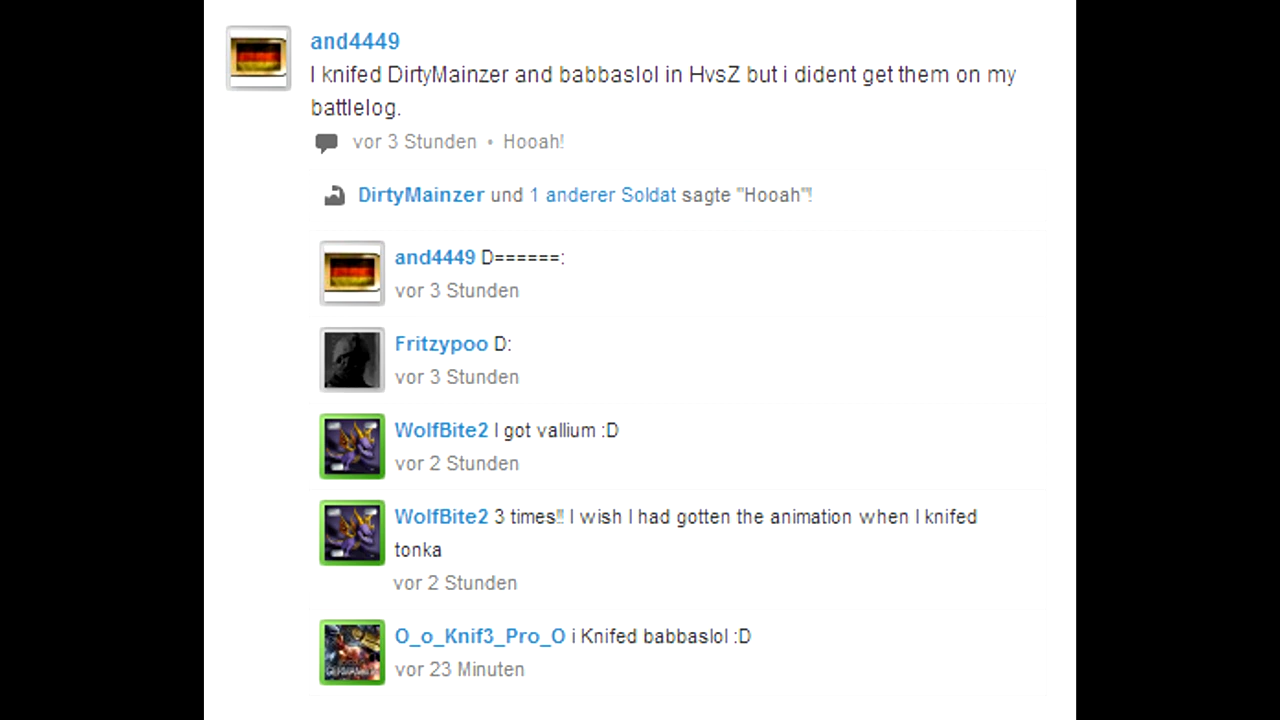 and4449
I knifed DirtyMainzer and babbaslol in HvsZ but i dident get them on my
battlelog.
vor 3 Stunden • Hooah!
DirtyMainzer und 1 anderer Soldat sagte "Hooah"!
and4449 D======:
vor 3 Stunden
Fritzypoo D:
vor 3 Stunden
WolfBite2 I got vallium :D
vor 2 Stunden
WolfBite2 3 times!! I wish I had gotten the animation when I knifed
tonka
vor 2 Stunden
O_o_Knif3_Pro_O i Knifed babbaslol :D
vor 23 Minuten